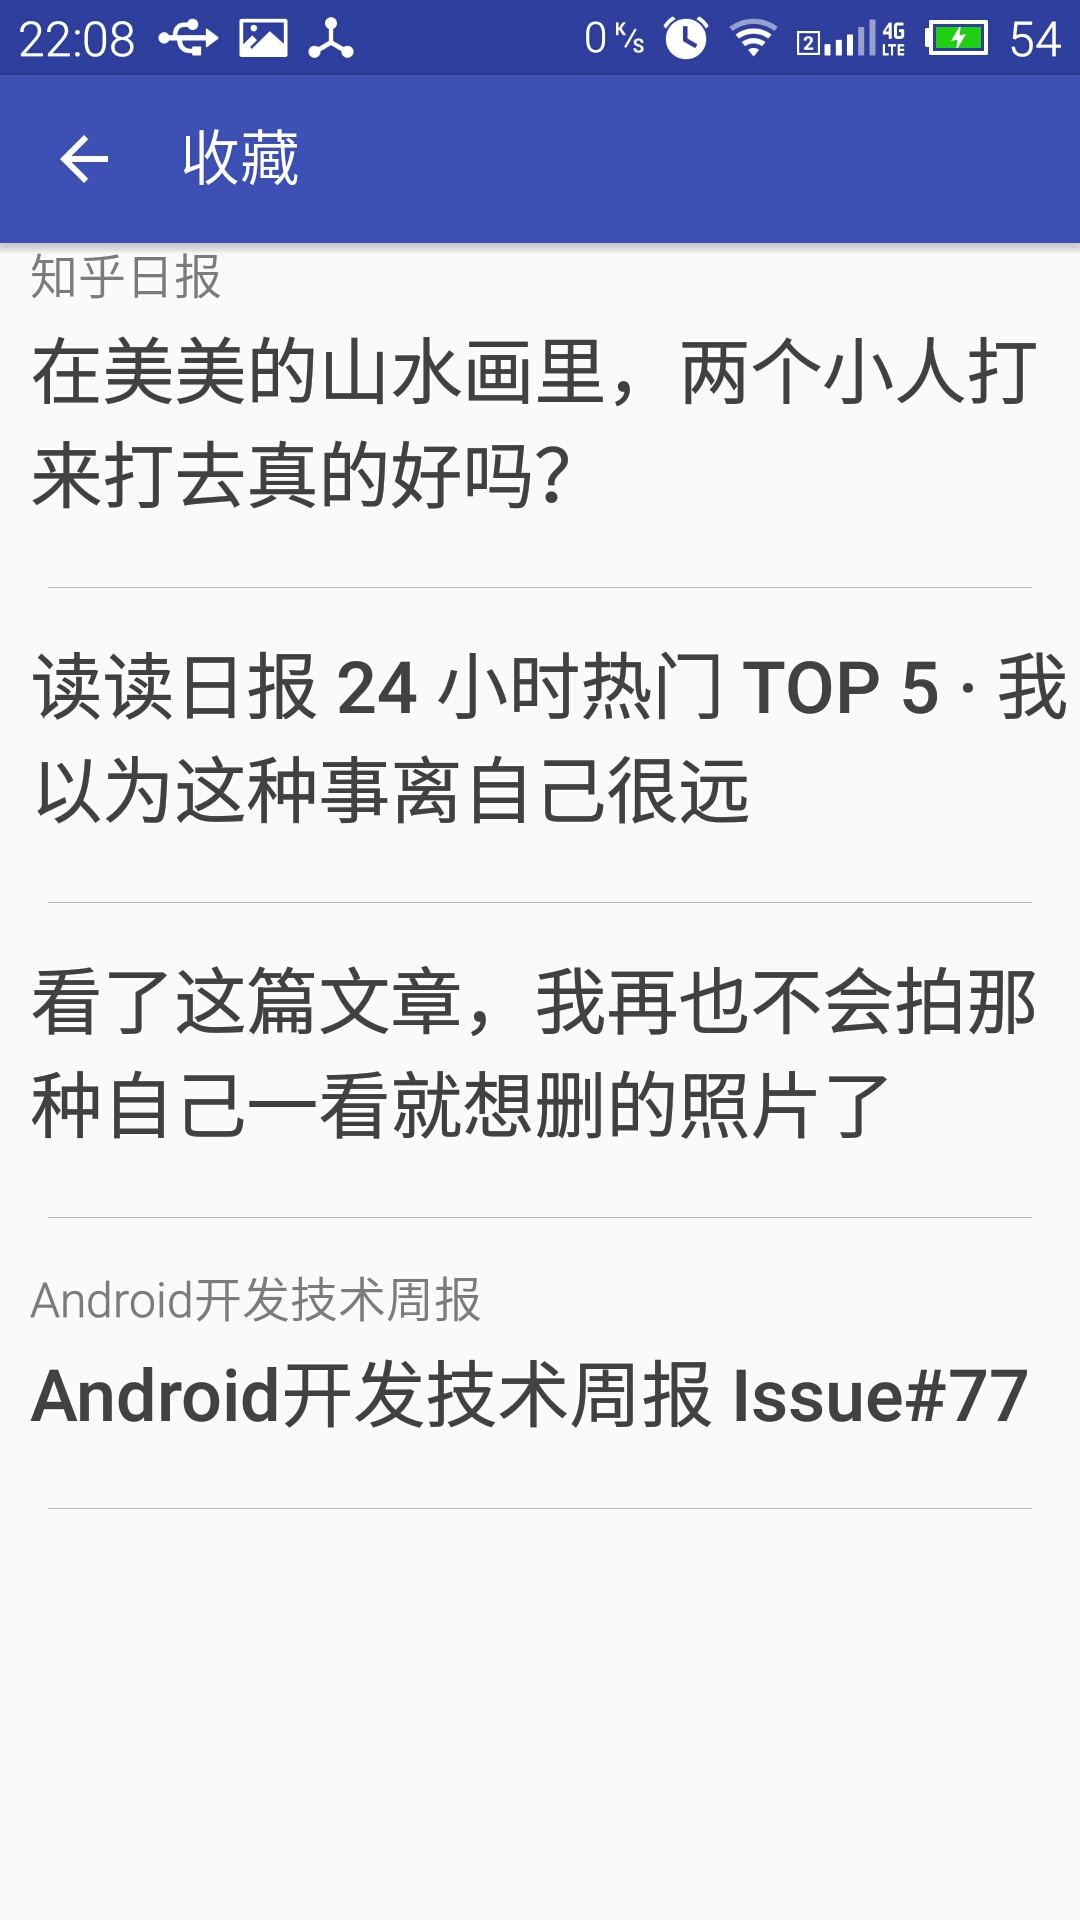 22:08 0 K/s 2 4G LTE 54
收藏
知乎日报
在美美的山水画里，两个小人打
来打去真的好吗？
读读日报 24 小时热门 TOP 5 · 我
以为这种事离自己很远
看了这篇文章，我再也不会拍那
种自己一看就想删的照片了
Android开发技术周报
Android开发技术周报 Issue#77